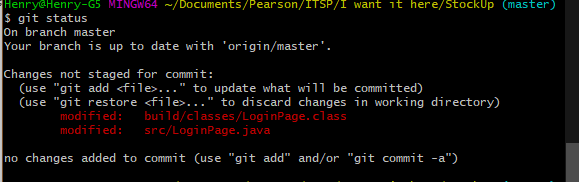 Henry@Henry-G5 MINGW64 ~/Documents/Pearson/ITSP/I want it here/StockUp (master)
$ git status
On branch master
Your branch is up to date with 'origin/master'.

Changes not staged for commit:
  (use "git add <file>..." to update what will be committed)
  (use "git restore <file>..." to discard changes in working directory)
        modified:   build/classes/LoginPage.class
        modified:   src/LoginPage.java

no changes added to commit (use "git add" and/or "git commit -a")